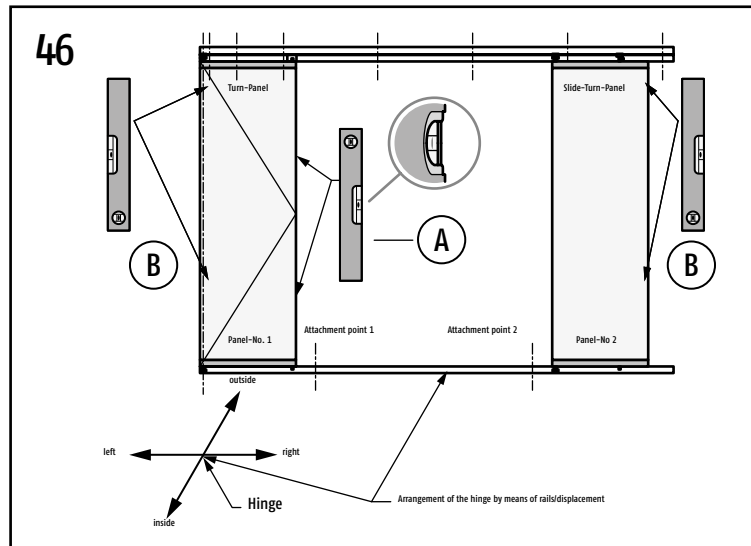 46
Turn-Panel
Slide-Turn-Panel
A
B
B
Panel-No. 1
Attachment point 1
Attachment point 2
Panel-No 2
outside
left
right
Hinge
Arrangement of the hinge by means of rails/displacement
inside